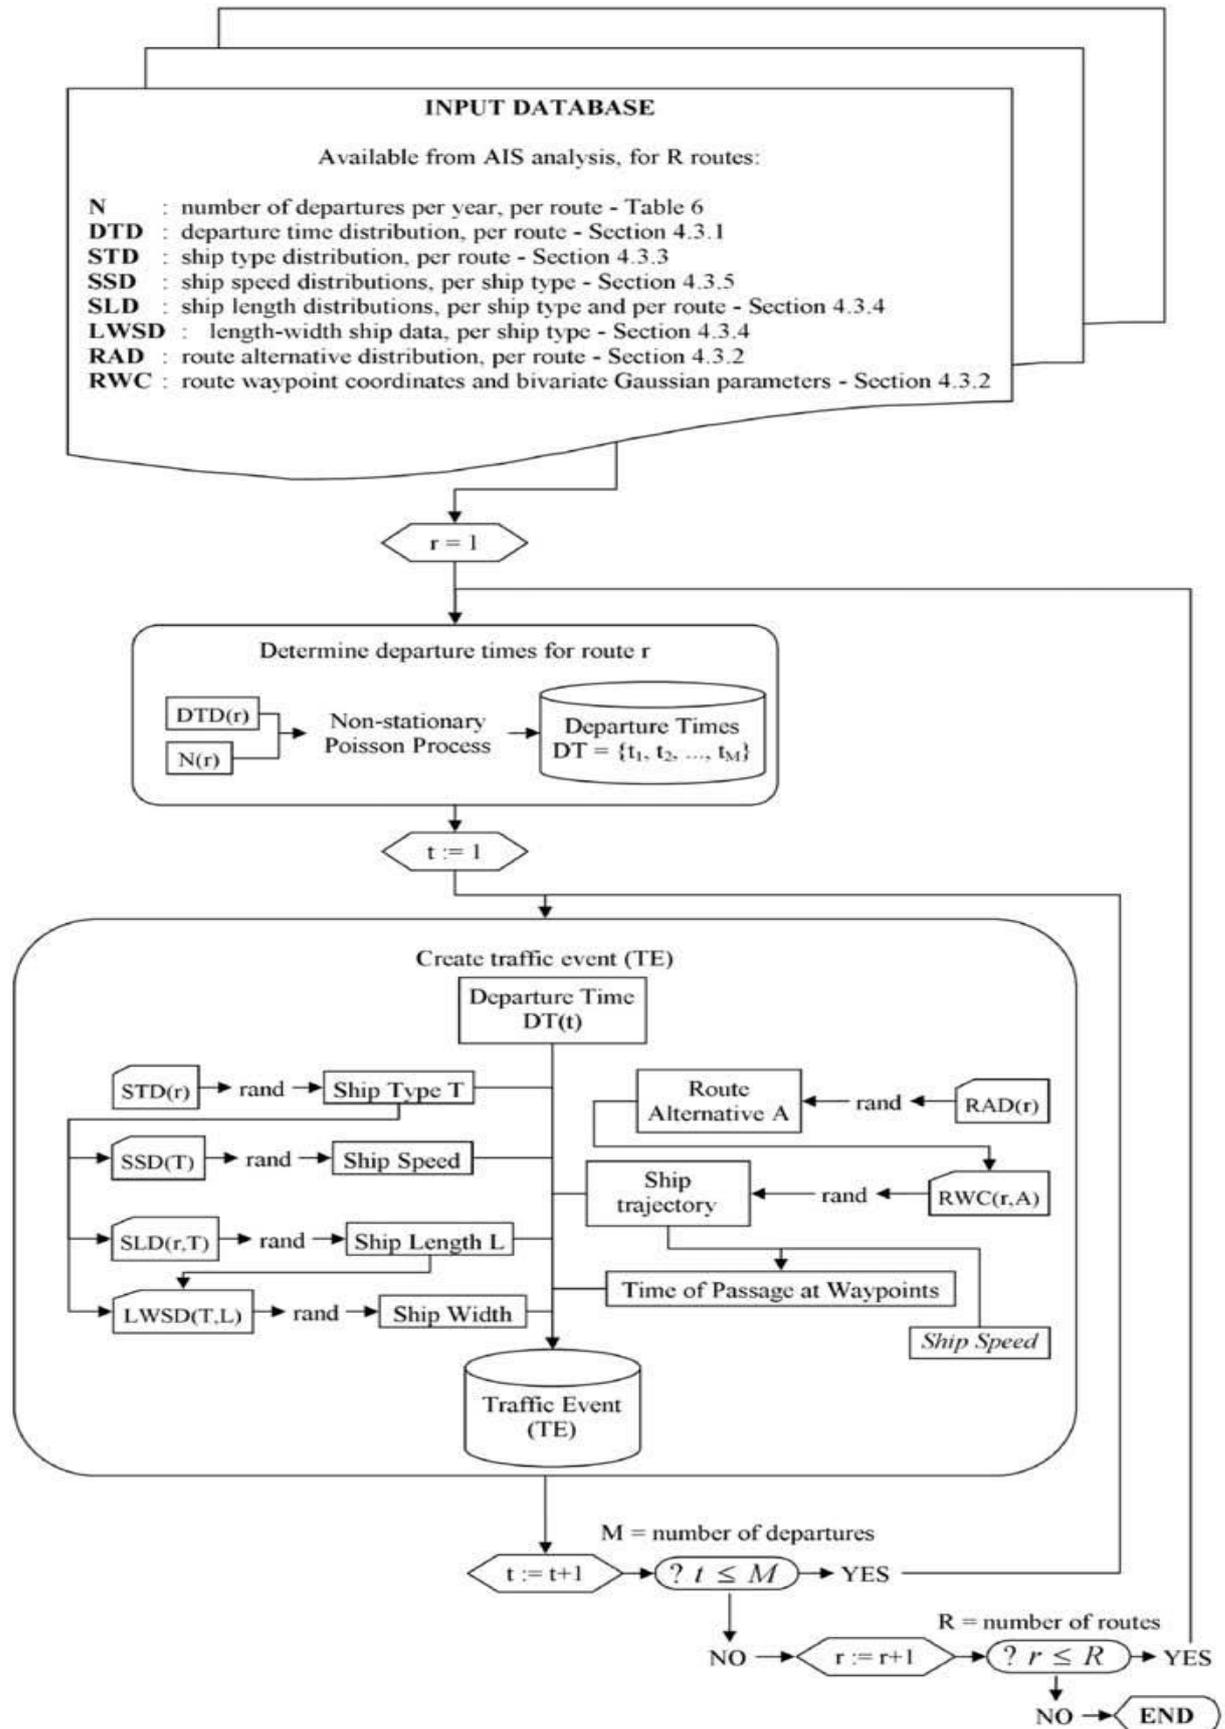 INPUT DATABASE
Available from AIS analysis, for R routes:
N : number of departures per year, per route - Table 6
DTD : departure time distribution, per route - Section 4.3.1
STD : ship type distribution, per route - Section 4.3.3
SSD : ship speed distributions, per ship type - Section 4.3.5
SLD : ship length distributions, per ship type and per route - Section 4.3.4
LWSD : length-width ship data, per ship type - Section 4.3.4
RAD : route alternative distribution, per route - Section 4.3.2
RWC : route waypoint coordinates and bivariate Gaussian parameters - Section 4.3.2
r = 1
Determine departure times for route r
DTD(r)
N(r)
Non-stationary
Poisson Process
Departure Times
DT = {t₁, t₂, ..., t_M}
t := 1
Create traffic event (TE)
Departure Time
DT(t)
STD(r)
rand
Ship Type T
SSD(T)
rand
Ship Speed
SLD(r,T)
rand
Ship Length L
LWSD(T,L)
rand
Ship Width
Route
Alternative A
rand
RAD(r)
Ship
trajectory
rand
RWC(r,A)
Time of Passage at Waypoints
Ship Speed
Traffic Event
(TE)
M = number of departures
t := t+1
? t ≤ M
YES
R = number of routes
NO
r := r+1
? r ≤ R
YES
NO
END